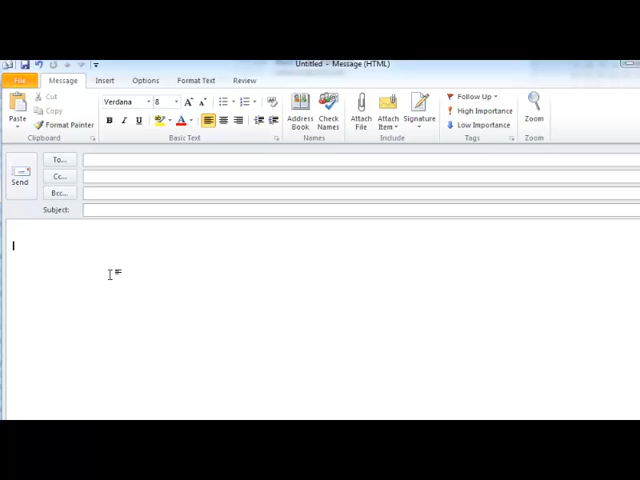 Untitled - Message (HTML)
File Message Insert Options Format Text Review
Paste
Cut
Copy
Format Painter
Clipboard
Verdana 8
B I U
Basic Text
Address Book
Check Names
Names
Attach File
Attach Item
Signature
Include
Follow Up
High Importance
Low Importance
Tags
Zoom
Zoom
Send
To...
Cc...
Bcc...
Subject: